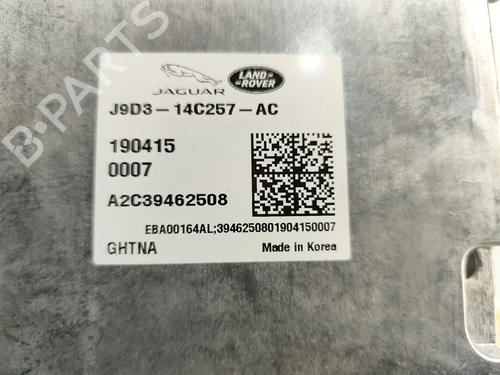 JAGUAR
LAND
ROVER
J9D3-14C257-AC
190415
0007
A2C39462508
EBA00164AL;3946250801904150007
GHTNA
Made in Korea
B-Parts